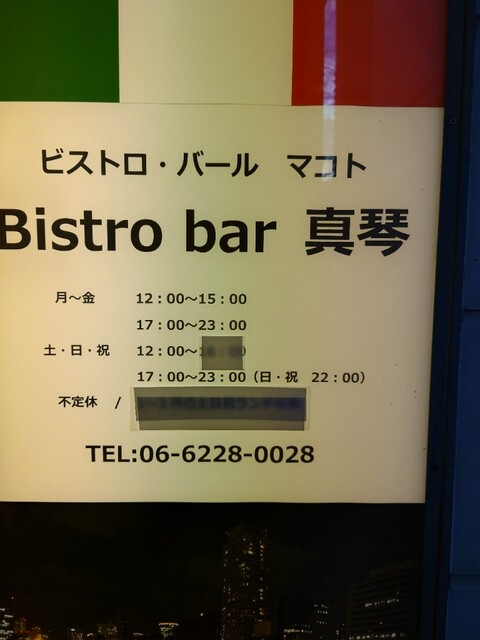 ビストロ・バール マコト
Bistro bar 真琴
月～金 12：00～15：00
17：00～23：00
土・日・祝 12：00～
17：00～23：00（日・祝 22：00）
不定休 /
TEL:06-6228-0028